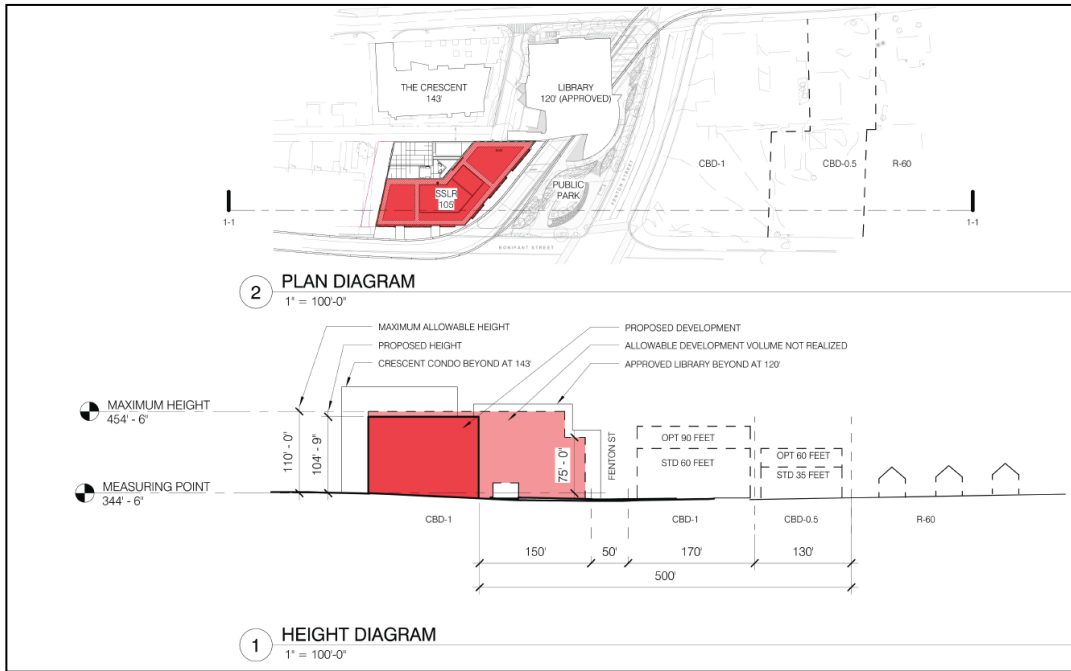 THE CRESCENT
143'
LIBRARY
120' (APPROVED)
CBD-1
CBD-0.5
R-60
SSLR
105'
PUBLIC
PARK
FENTON STREET
1-1
1-1
BONIFANT STREET
2
PLAN DIAGRAM
1" = 100'-0"
MAXIMUM ALLOWABLE HEIGHT
PROPOSED HEIGHT
CRESCENT CONDO BEYOND AT 143'
PROPOSED DEVELOPMENT
ALLOWABLE DEVELOPMENT VOLUME NOT REALIZED
APPROVED LIBRARY BEYOND AT 120'
MAXIMUM HEIGHT
454' - 6"
110' - 0"
104' - 9"
75' - 0"
FENTON ST
OPT 90 FEET
STD 60 FEET
OPT 60 FEET
STD 35 FEET
MEASURING POINT
344' - 6"
CBD-1
CBD-1
CBD-0.5
R-60
150'
50'
170'
130'
500'
1
HEIGHT DIAGRAM
1" = 100'-0"